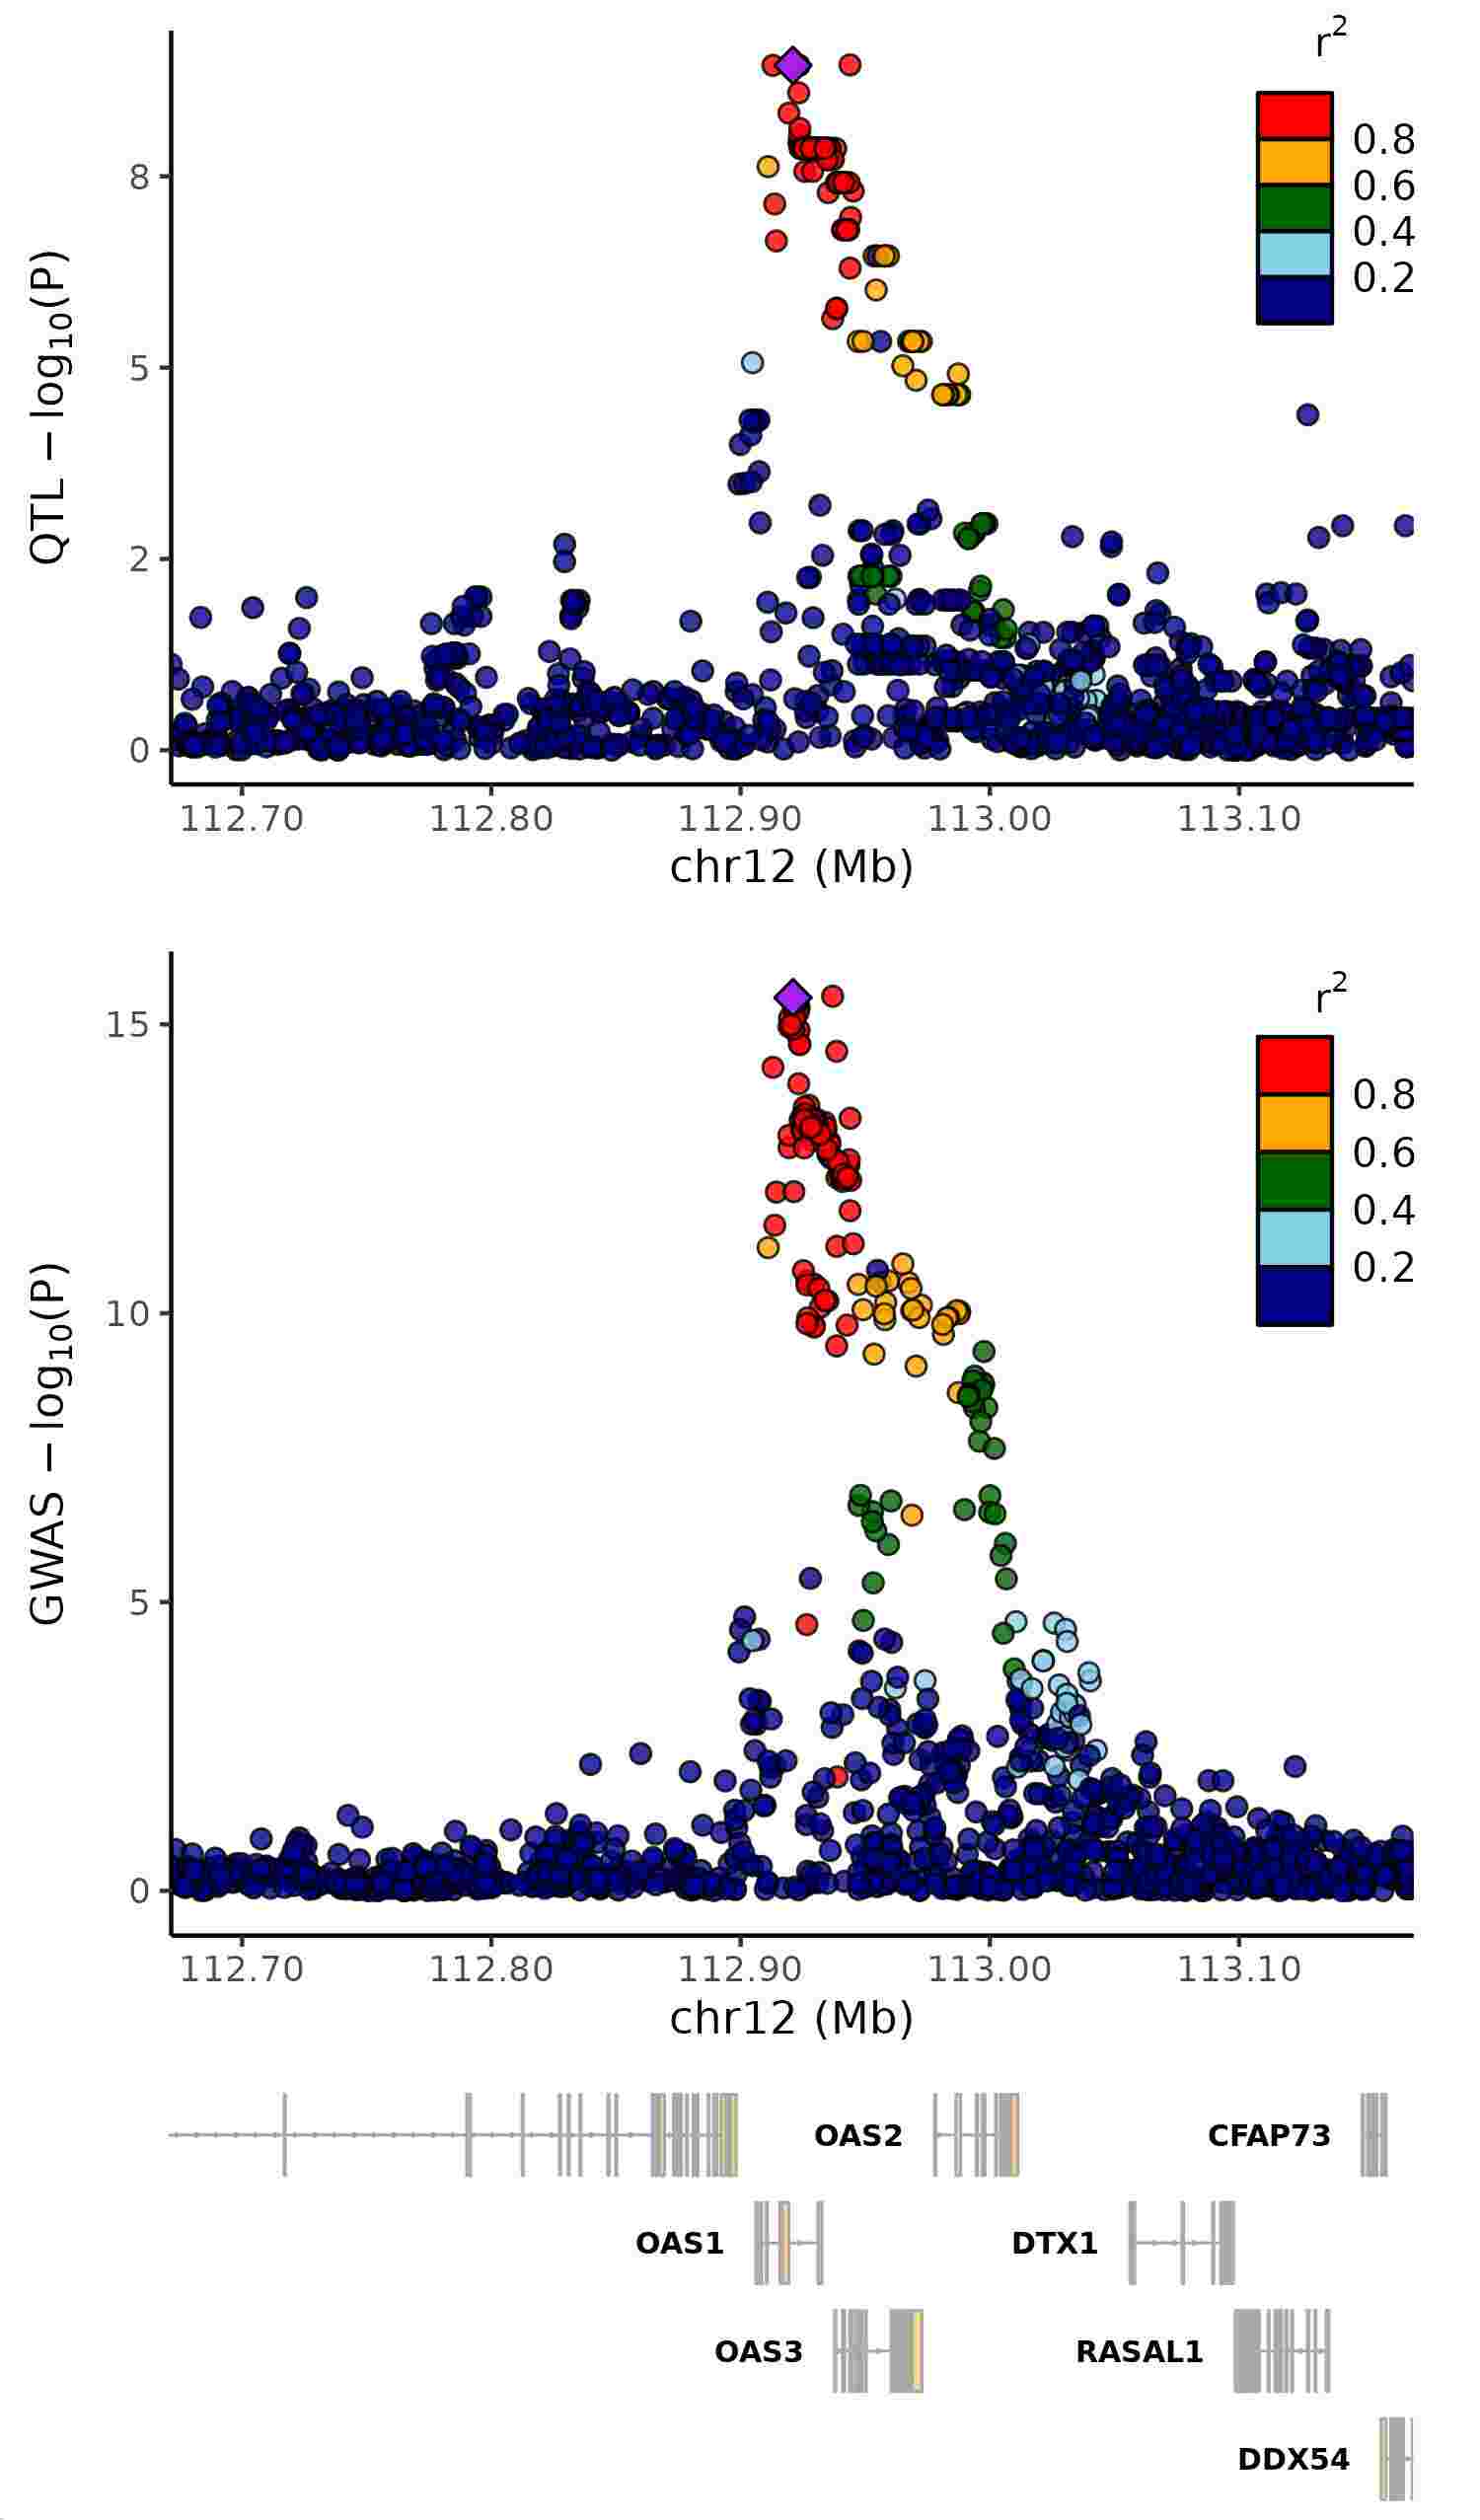 r²
0.8
0.6
0.4
0.2
8
5
2
0
QTL − log₁₀(P)
112.70 112.80 112.90 113.00 113.10
chr12 (Mb)
r²
0.8
0.6
0.4
0.2
15
10
5
0
GWAS − log₁₀(P)
112.70 112.80 112.90 113.00 113.10
chr12 (Mb)
OAS2 CFAP73
OAS1 DTX1
OAS3 RASAL1
DDX54